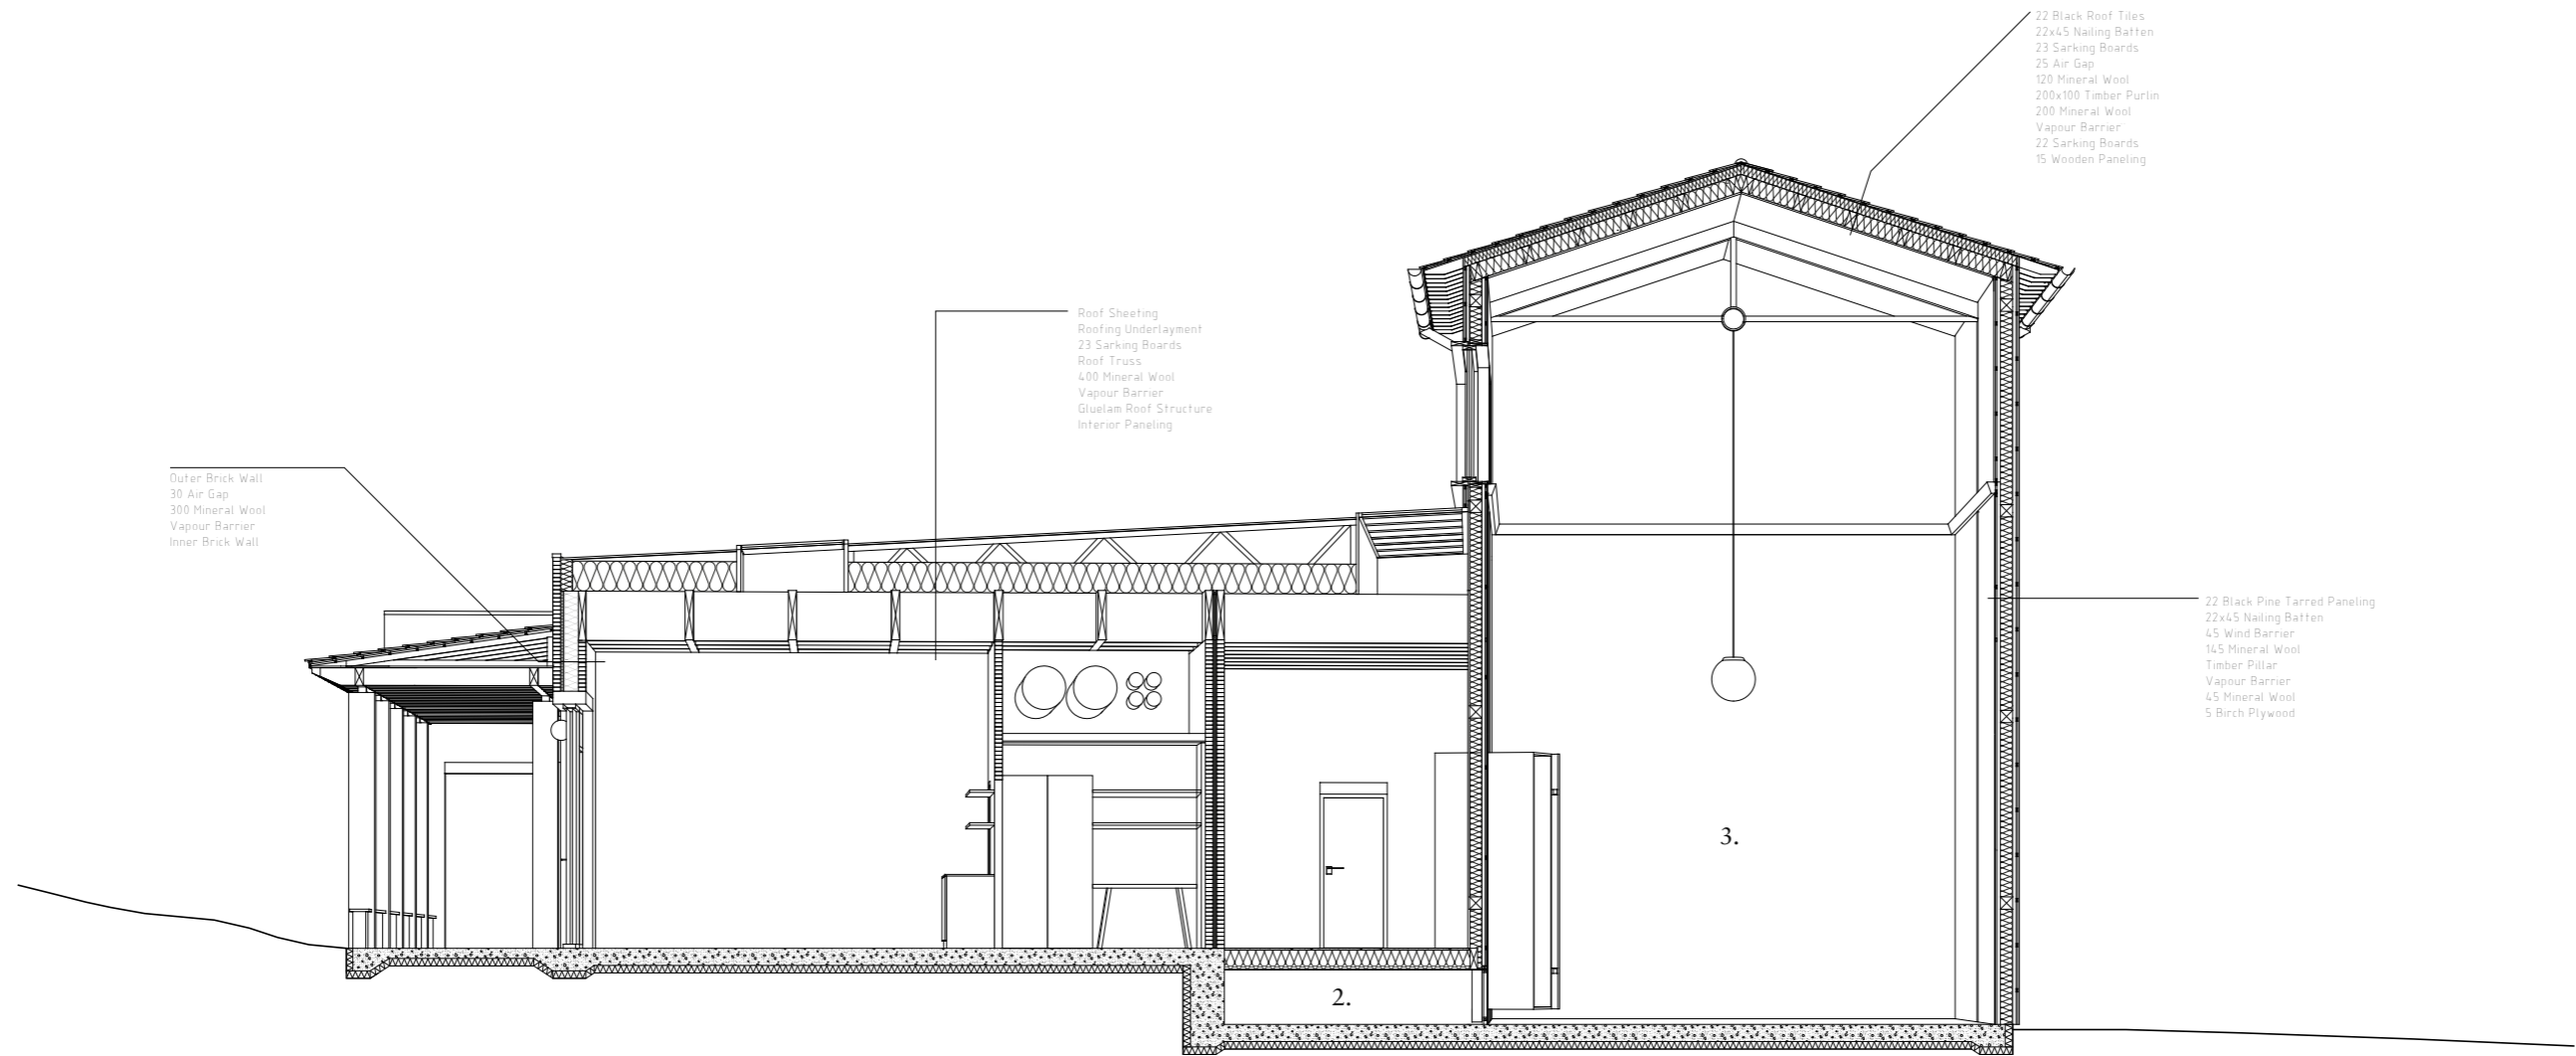 22 Black Roof Tiles
22x45 Nailing Batten
23 Sarking Boards
25 Air Gap
120 Mineral Wool
200x100 Timber Purlin
200 Mineral Wool
Vapour Barrier
22 Sarking Boards
15 Wooden Paneling
Roof Sheeting
Roofing Underlayment
23 Sarking Boards
Roof Truss
400 Mineral Wool
Vapour Barrier
Gluelam Roof Structure
Interior Paneling
Outer Brick Wall
30 Air Gap
300 Mineral Wool
Vapour Barrier
Inner Brick Wall
22 Black Pine Tarred Paneling
22x45 Nailing Batten
45 Wind Barrier
145 Mineral Wool
Timber Pillar
Vapour Barrier
45 Mineral Wool
5 Birch Plywood
3.
2.